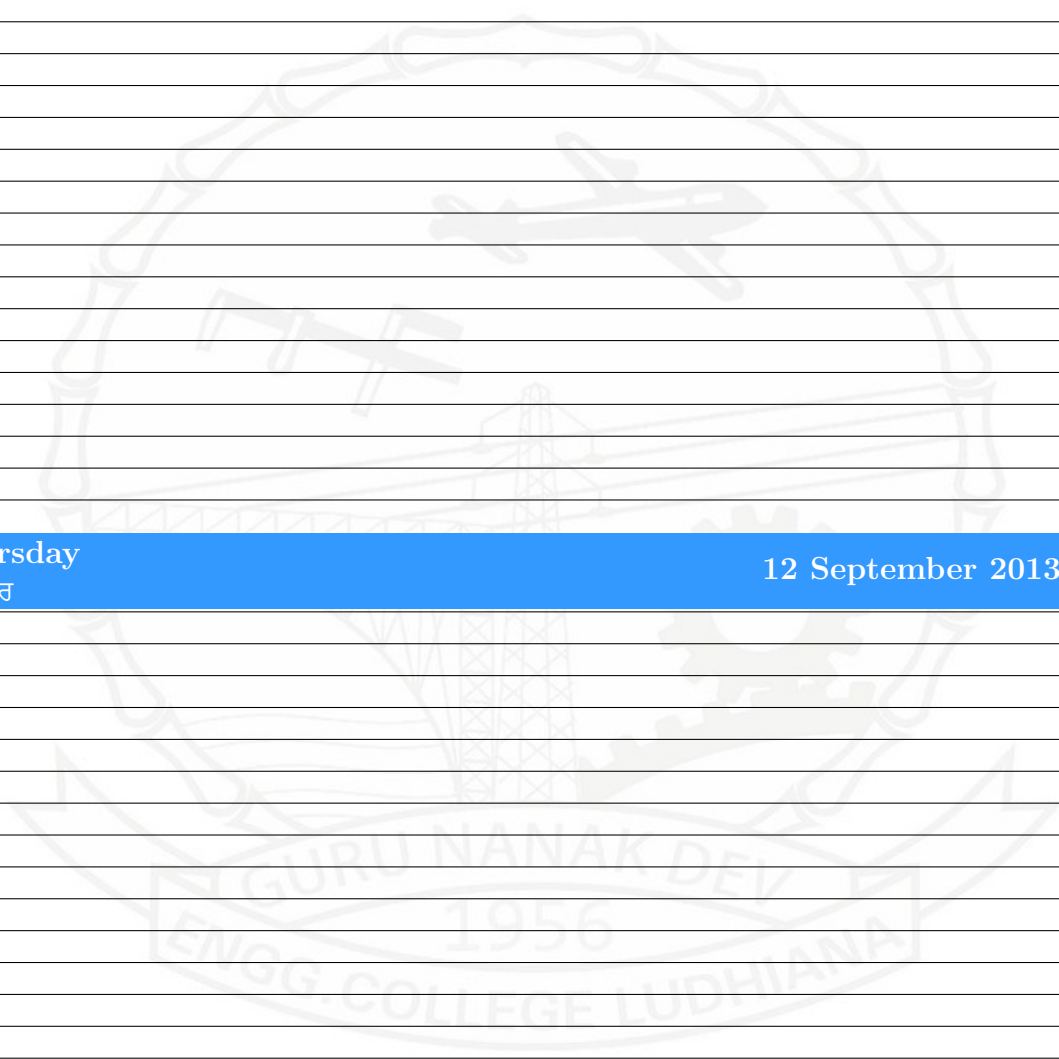 rsday
12 September 2013
ਰ
GURU NANAK DEV
1956
ENGG. COLLEGE LUDHIANA